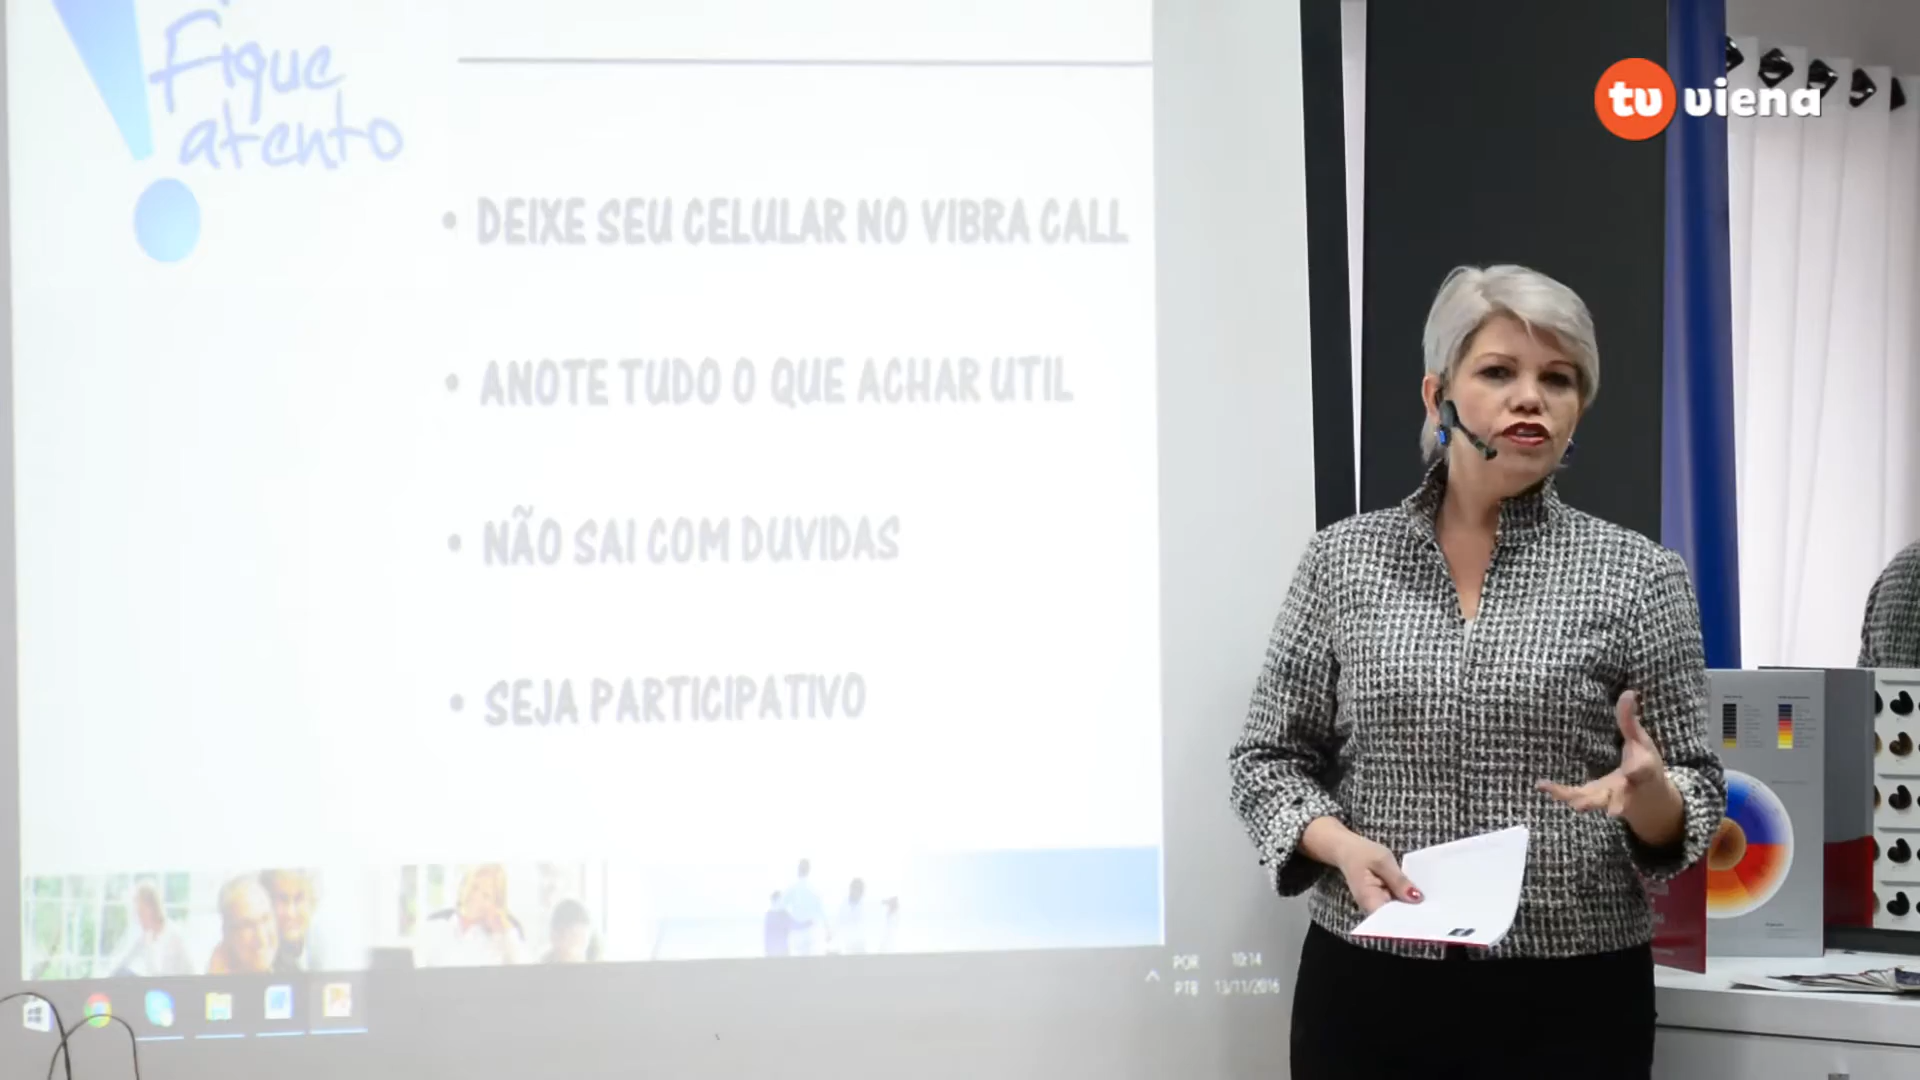 Fique
atento
tv viena
• DEIXE SEU CELULAR NO VIBRA CALL
• ANOTE TUDO O QUE ACHAR UTIL
• NÃO SAI COM DUVIDAS
• SEJA PARTICIPATIVO
POR
PTB
10:14
13/11/2016